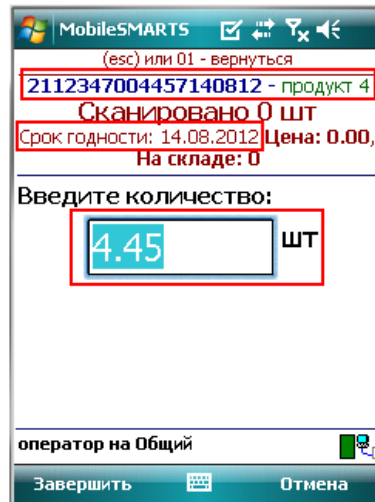 MobileSMARTS
(esc) или 01 - вернуться
2112347004457140812 - продукт 4
Сканировано 0 шт
Срок годности: 14.08.2012 Цена: 0.00,
На складе: 0
Введите количество:
4.45 шт
оператор на Общий
Завершить Отмена